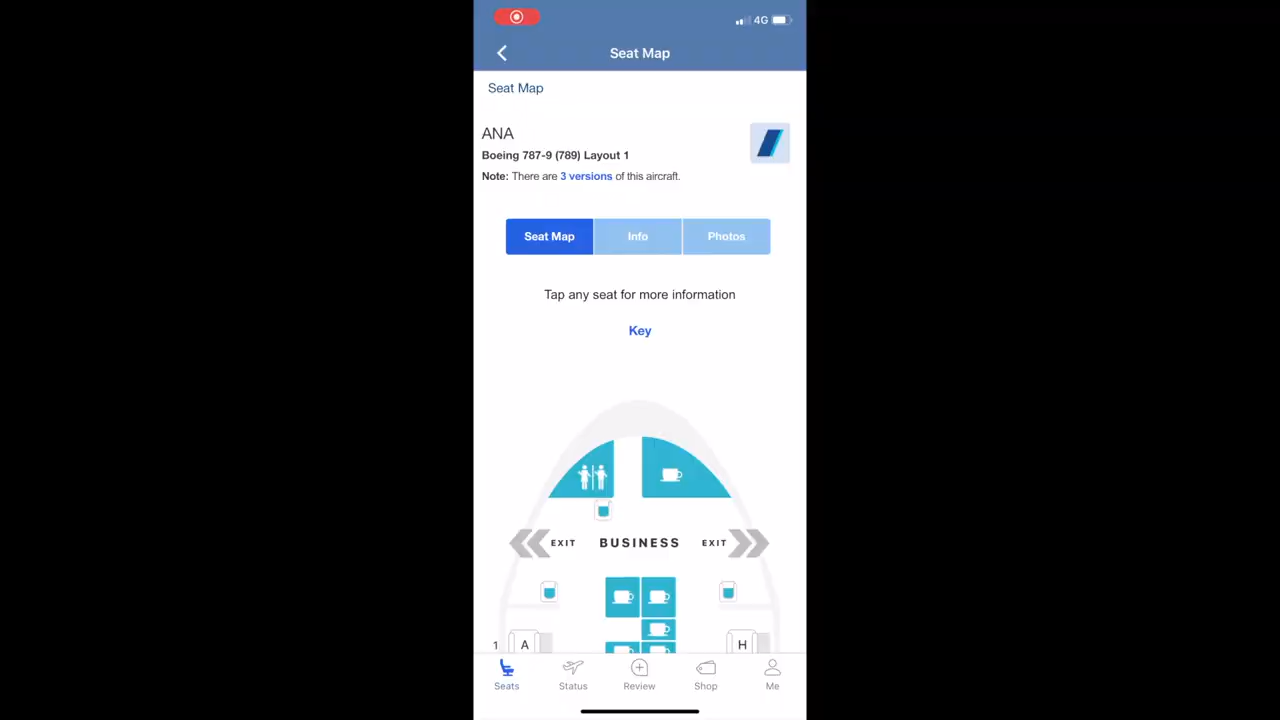 4G
Seat Map
Seat Map
ANA
Boeing 787-9 (789) Layout 1
Note: There are 3 versions of this aircraft.
Seat Map Info Photos
Tap any seat for more information
Key
EXIT BUSINESS EXIT
1 A H
Seats Status Review Shop Me